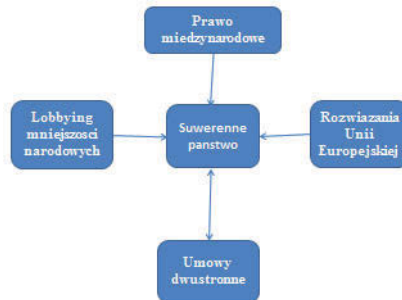 Prawo
miedzynarodowe
Lobbying
mniejszosci
narodowych
Suwerenne
panstwo
Rozwiazania
Unii
Europejskiej
Umowy
dwustronne